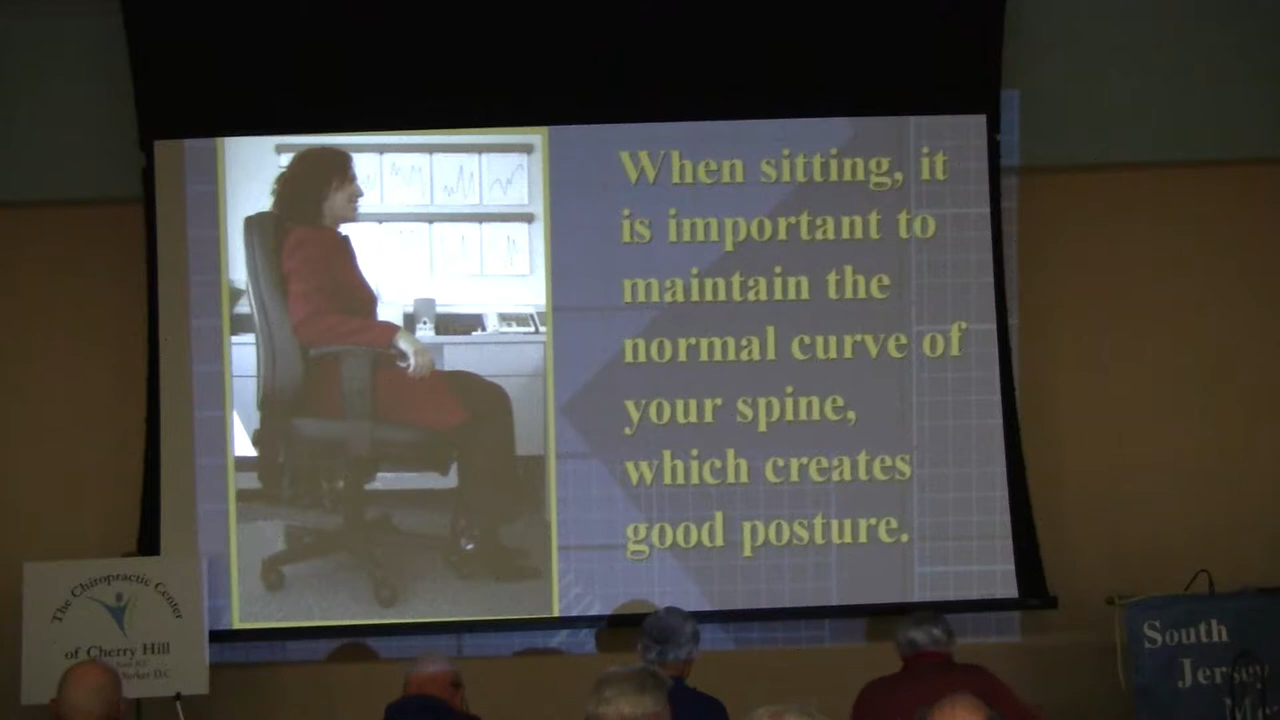 When sitting, it
is important to
maintain the
normal curve of
your spine,
which creates
good posture.
The Chiropractic Center
of Cherry Hill
D.C
South
Jersey